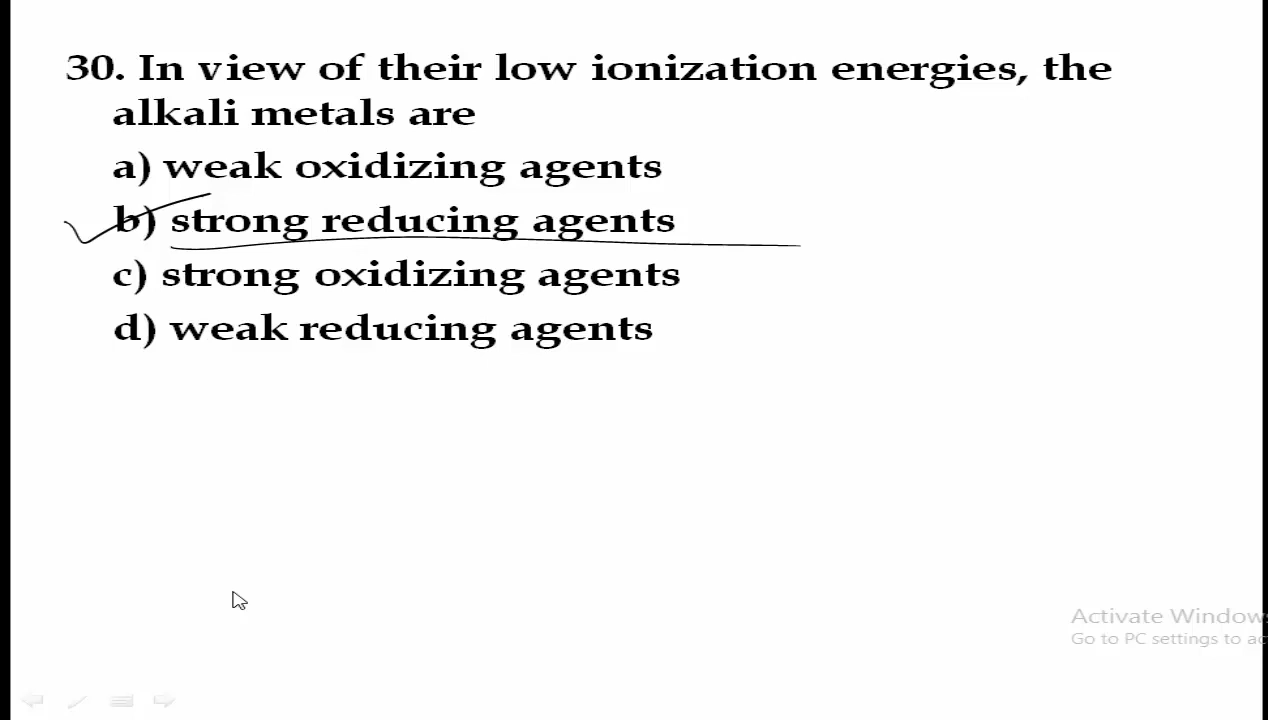 30. In view of their low ionization energies, the
alkali metals are
a) weak oxidizing agents
b) strong reducing agents
c) strong oxidizing agents
d) weak reducing agents
Activate Windows
Go to PC settings to ac